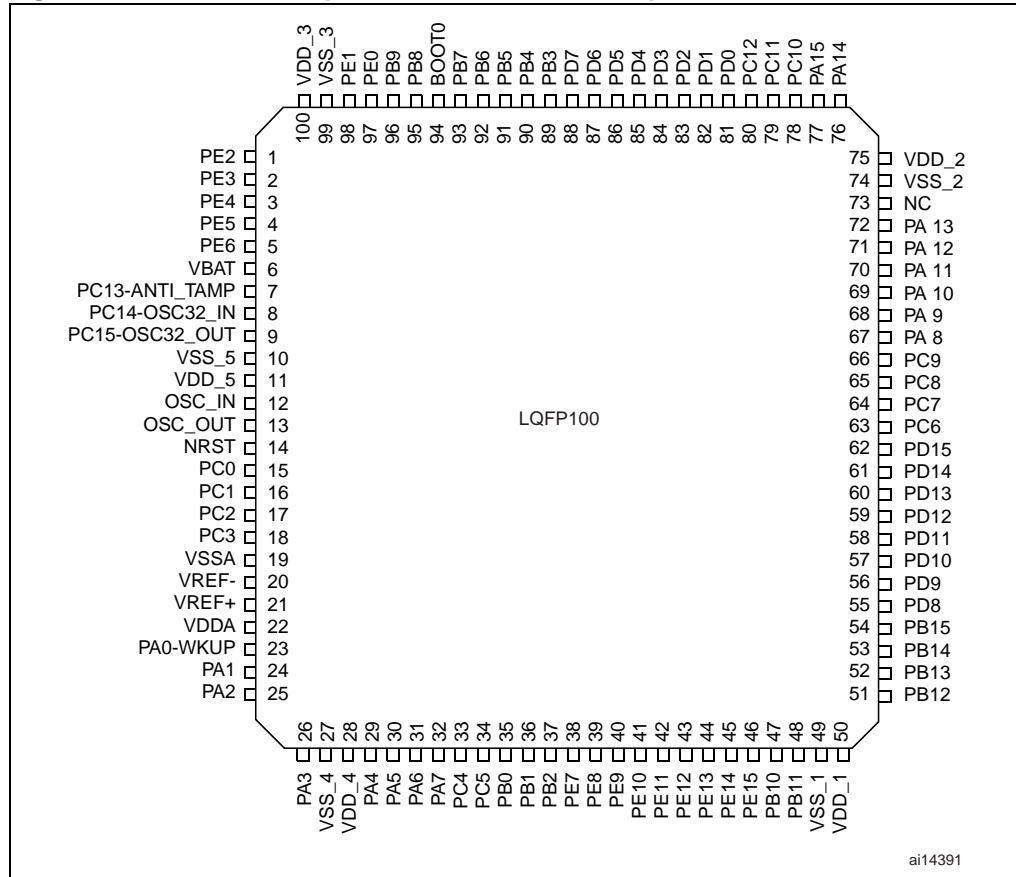 VDD_3 VSS_3 PE1 PE0 PB9 PB8 BOOT0 PB7 PB6 PB5 PB4 PB3 PD7 PD6 PD5 PD4 PD3 PD2 PD1 PD0 PC12 PC11 PC10 PA15 PA14
100 99 98 97 96 95 94 93 92 91 90 89 88 87 86 85 84 83 82 81 80 79 78 77 76
PE2 1
PE3 2
PE4 3
PE5 4
PE6 5
VBAT 6
PC13-ANTI_TAMP 7
PC14-OSC32_IN 8
PC15-OSC32_OUT 9
VSS_5 10
VDD_5 11
OSC_IN 12
OSC_OUT 13
NRST 14
PC0 15
PC1 16
PC2 17
PC3 18
VSSA 19
VREF- 20
VREF+ 21
VDDA 22
PA0-WKUP 23
PA1 24
PA2 25
LQFP100
75 VDD_2
74 VSS_2
73 NC
72 PA 13
71 PA 12
70 PA 11
69 PA 10
68 PA 9
67 PA 8
66 PC9
65 PC8
64 PC7
63 PC6
62 PD15
61 PD14
60 PD13
59 PD12
58 PD11
57 PD10
56 PD9
55 PD8
54 PB15
53 PB14
52 PB13
51 PB12
26 27 28 29 30 31 32 33 34 35 36 37 38 39 40 41 42 43 44 45 46 47 48 49 50
PA3 VSS_4 VDD_4 PA4 PA5 PA6 PA7 PC4 PC5 PB0 PB1 PB2 PE7 PE8 PE9 PE10 PE11 PE12 PE13 PE14 PE15 PB10 PB11 VSS_1 VDD_1
ai14391